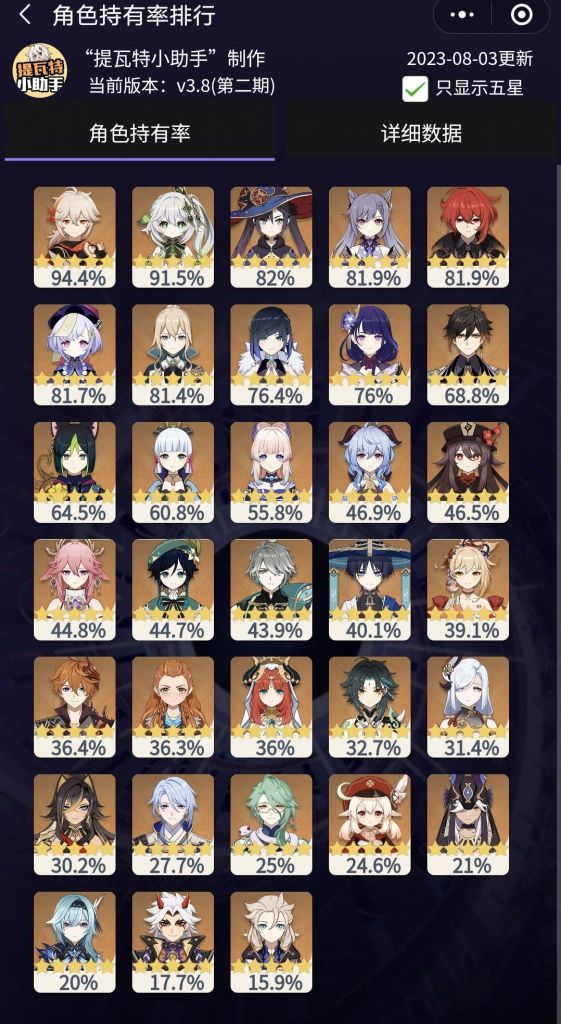 角色持有率排行
提瓦特
小助手
“提瓦特小助手”制作
当前版本：v3.8(第二期)
2023-08-03更新
只显示五星
角色持有率
详细数据
94.4% 91.5% 82% 81.9% 81.9%
81.7% 81.4% 76.4% 76% 68.8%
64.5% 60.8% 55.8% 46.9% 46.5%
44.8% 44.7% 43.9% 40.1% 39.1%
36.4% 36.3% 36% 32.7% 31.4%
30.2% 27.7% 25% 24.6% 21%
20% 17.7% 15.9%